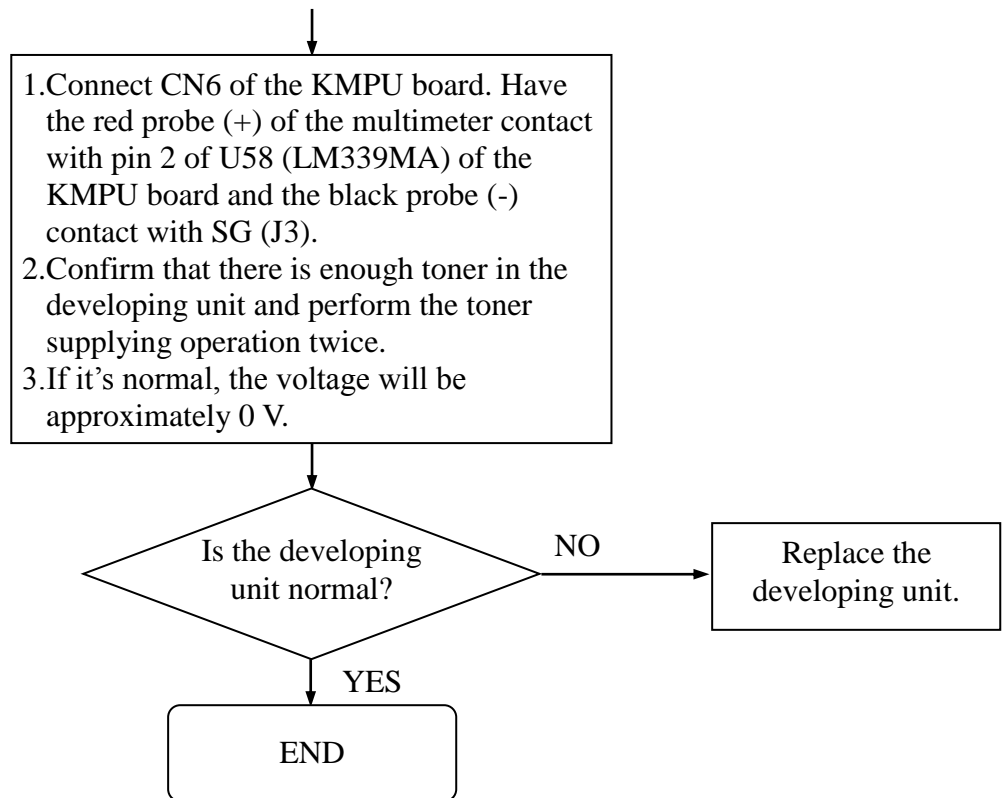 1.Connect CN6 of the KMPU board. Have
the red probe (+) of the multimeter contact
with pin 2 of U58 (LM339MA) of the
KMPU board and the black probe (-)
contact with SG (J3).
2.Confirm that there is enough toner in the
developing unit and perform the toner
supplying operation twice.
3.If it’s normal, the voltage will be
approximately 0 V.
Is the developing
unit normal?
NO
Replace the
developing unit.
YES
END